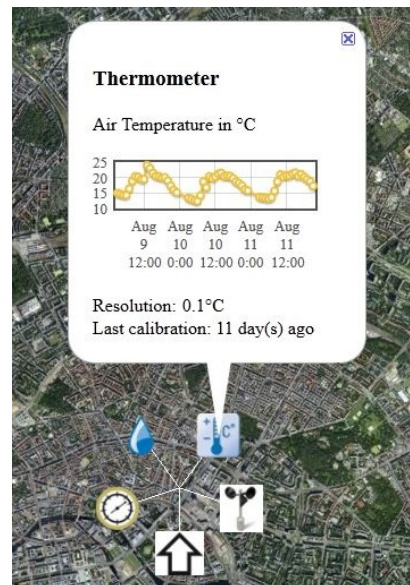 Thermometer
Air Temperature in °C
25
20
15
10
Aug Aug Aug Aug Aug
9 10 10 11 11
12:00 0:00 12:00 0:00 12:00
Resolution: 0.1°C
Last calibration: 11 day(s) ago
+
- C°